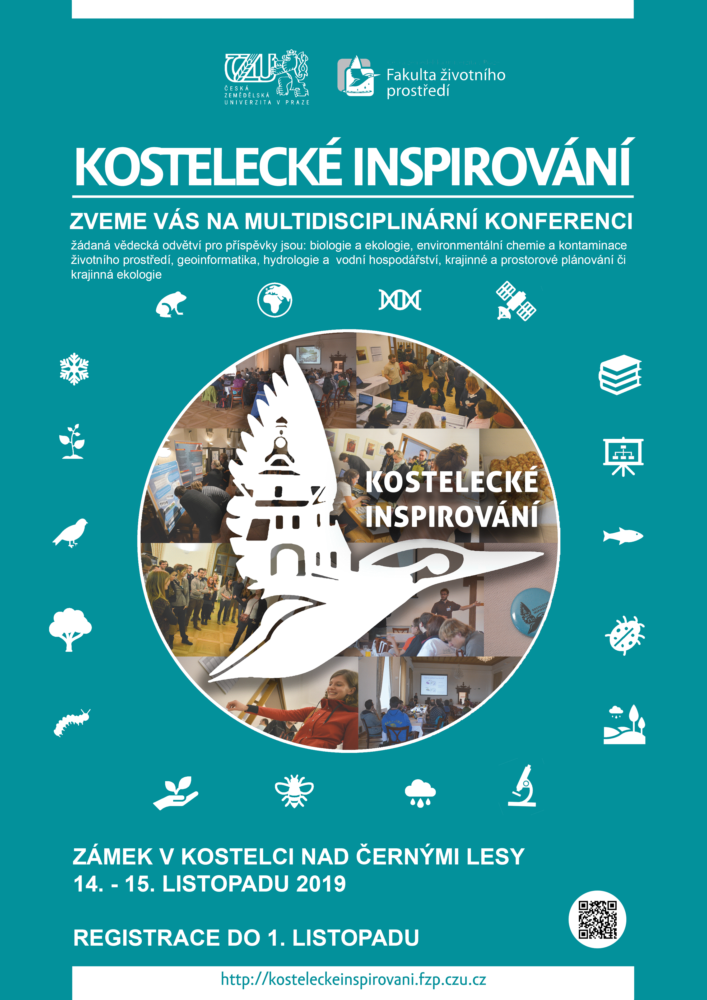 ČZU
ČESKÁ
ZEMĚDĚLSKÁ
UNIVERZITA V PRAZE
Fakulta životního
prostředí
KOSTELECKÉ INSPIROVÁNÍ
ZVEME VÁS NA MULTIDISCIPLINÁRNÍ KONFERENCI
žádaná vědecká odvětví pro příspěvky jsou: biologie a ekologie, environmentální chemie a kontaminace
životního prostředí, geoinformatika, hydrologie a  vodní hospodářství, krajinné a prostorové plánování či
krajinná ekologie
KOSTELECKÉ
INSPIROVÁNÍ
ZÁMEK V KOSTELCI NAD ČERNÝMI LESY
14. - 15. LISTOPADU 2019
REGISTRACE DO 1. LISTOPADU
http://kosteleckeinspirovani.fzp.czu.cz